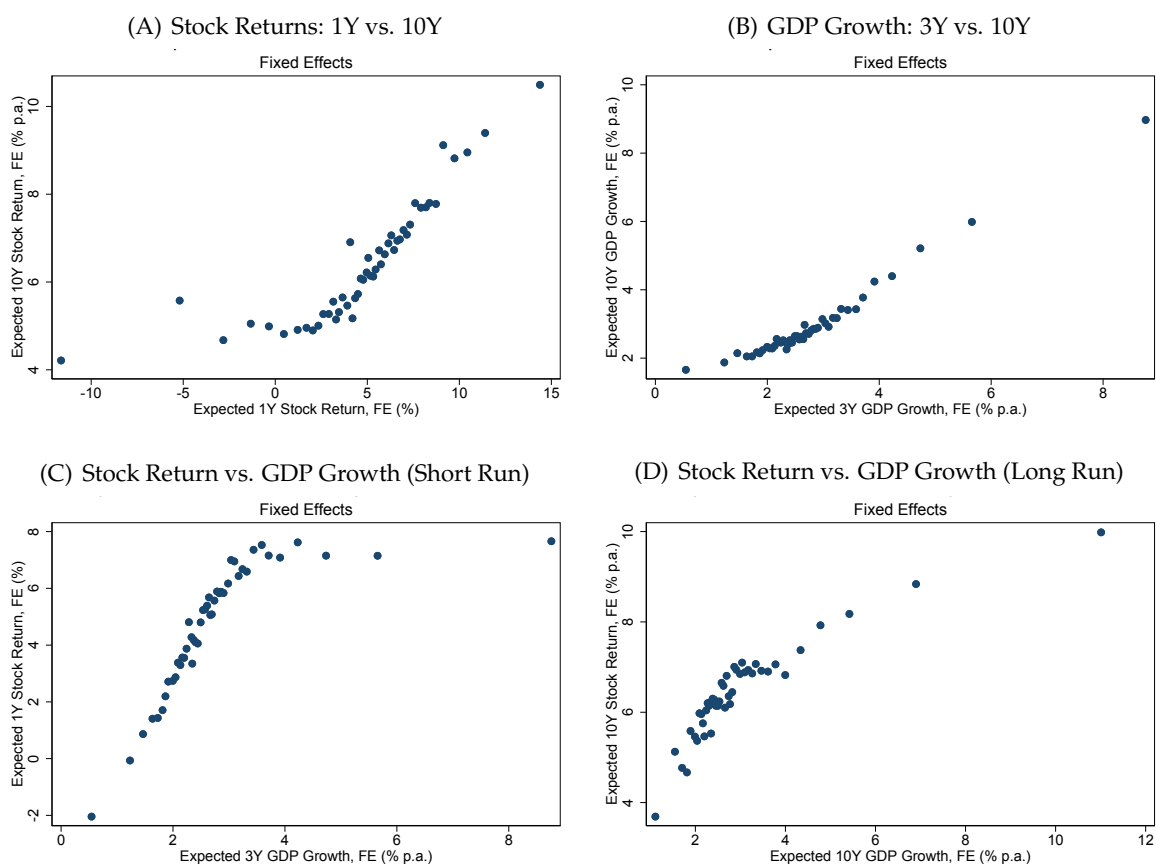 (A) Stock Returns: 1Y vs. 10Y
Fixed Effects
Expected 10Y Stock Return, FE (% p.a.)
10
8
6
4
-10 -5 0 5 10 15
Expected 1Y Stock Return, FE (%)
(B) GDP Growth: 3Y vs. 10Y
Fixed Effects
Expected 10Y GDP Growth, FE (% p.a.)
10
8
6
4
2
0 2 4 6 8
Expected 3Y GDP Growth, FE (% p.a.)
(C) Stock Return vs. GDP Growth (Short Run)
Fixed Effects
Expected 1Y Stock Return, FE (%)
8
6
4
2
0
-2
0 2 4 6 8
Expected 3Y GDP Growth, FE (% p.a.)
(D) Stock Return vs. GDP Growth (Long Run)
Fixed Effects
Expected 10Y Stock Return, FE (% p.a.)
10
8
6
4
2 4 6 8 10 12
Expected 10Y GDP Growth, FE (% p.a.)